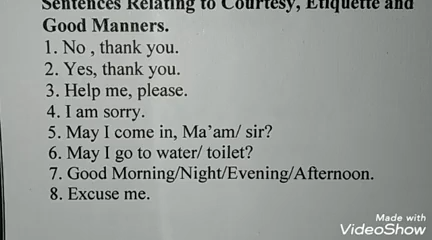 Sentences Relating to Courtesy, Etiquette and
Good Manners.
1. No , thank you.
2. Yes, thank you.
3. Help me, please.
4. I am sorry.
5. May I come in, Ma'am/ sir?
6. May I go to water/ toilet?
7. Good Morning/Night/Evening/Afternoon.
8. Excuse me.
Made with
VideoShow